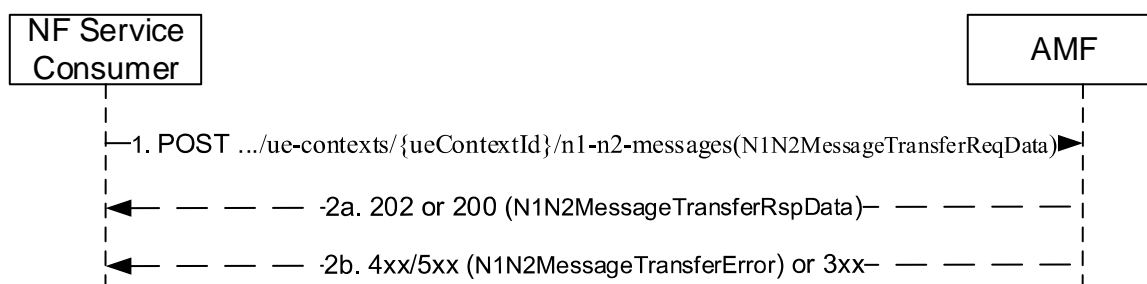 NF Service
Consumer
AMF
1. POST .../ue-contexts/{ueContextId}/n1-n2-messages(N1N2MessageTransferReqData)
2a. 202 or 200 (N1N2MessageTransferRspData)
2b. 4xx/5xx (N1N2MessageTransferError) or 3xx